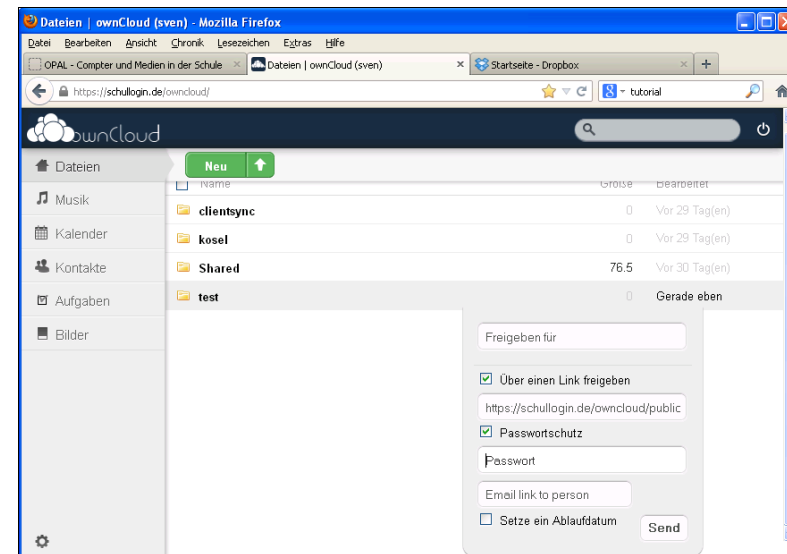 Dateien | ownCloud (sven) - Mozilla Firefox
Datei Bearbeiten Ansicht Chronik Lesezeichen Extras Hilfe
OPAL - Compter und Medien in der Schule Dateien | ownCloud (sven) Startseite - Dropbox
https://schullogin.de/owncloud/ tutorial
ownCloud
Dateien Neu
Name Größe Bearbeitet
Musik
clientsync 0 Vor 29 Tag(en)
Kalender kosel 0 Vor 29 Tag(en)
Kontakte Shared 76.5 Vor 30 Tag(en)
Aufgaben test 0 Gerade eben
Bilder
Freigeben für
Über einen Link freigeben
https://schullogin.de/owncloud/public
Passwortschutz
Passwort
Email link to person
Setze ein Ablaufdatum Send